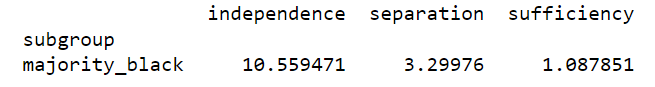 independence separation sufficiency
subgroup
majority_black 10.559471 3.29976 1.087851